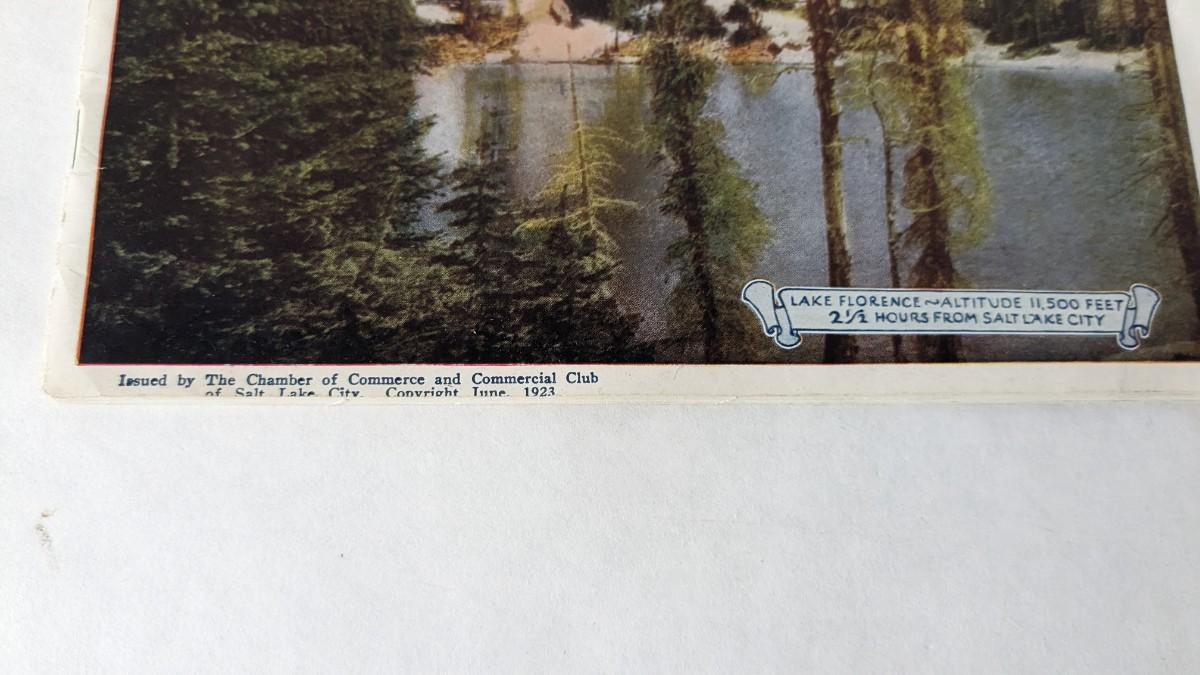 LAKE FLORENCE~ALTITUDE 11,500 FEET
2½ HOURS FROM SALT LAKE CITY
Issued by The Chamber of Commerce and Commercial Club
of Salt Lake City. Copyright June, 1923.